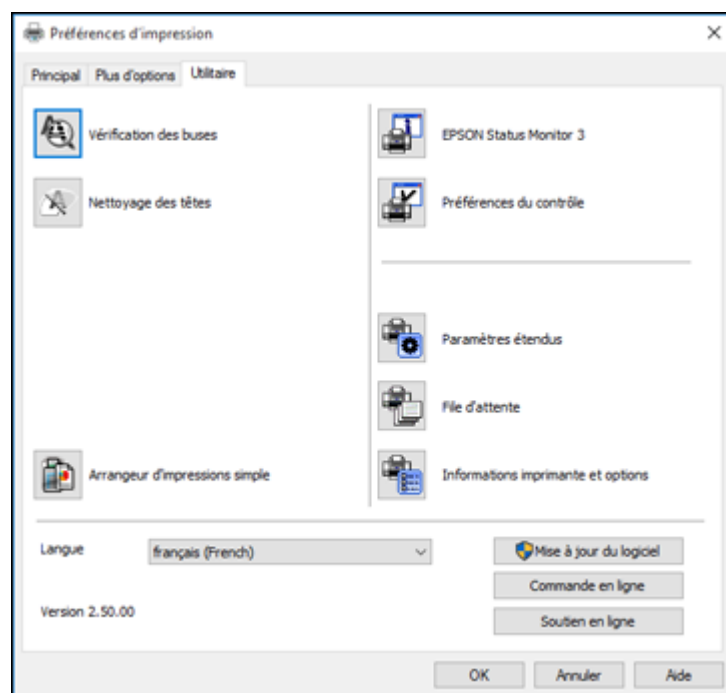 Préférences d'impression
Principal
Plus d'options
Utilitaire
Vérification des buses
Nettoyage des têtes
Arrangeur d'impressions simple
EPSON Status Monitor 3
Préférences du contrôle
Paramètres étendus
File d'attente
Informations imprimante et options
Langue
français (French)
Version 2.50.00
Mise à jour du logiciel
Commande en ligne
Soutien en ligne
OK
Annuler
Aide